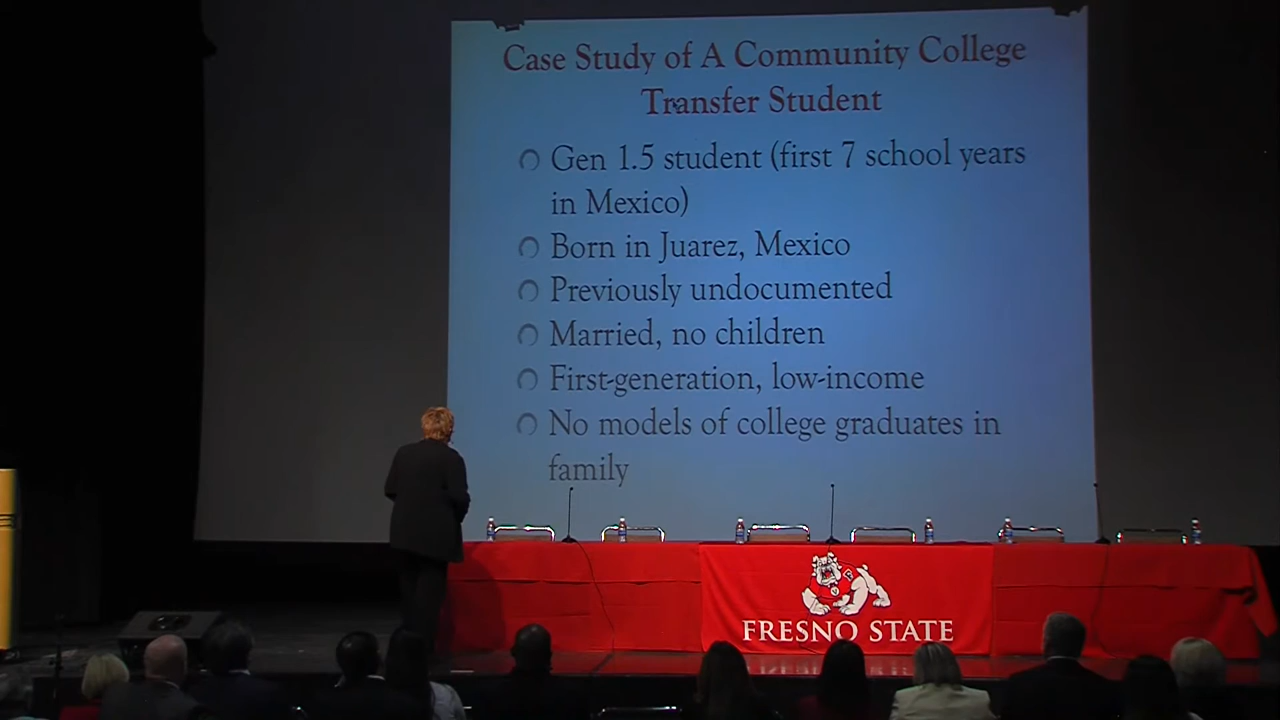 Case Study of A Community College
Transfer Student
Gen 1.5 student (first 7 school years
in Mexico)
Born in Juarez, Mexico
Previously undocumented
Married, no children
First-generation, low-income
No models of college graduates in
family
FRESNO STATE